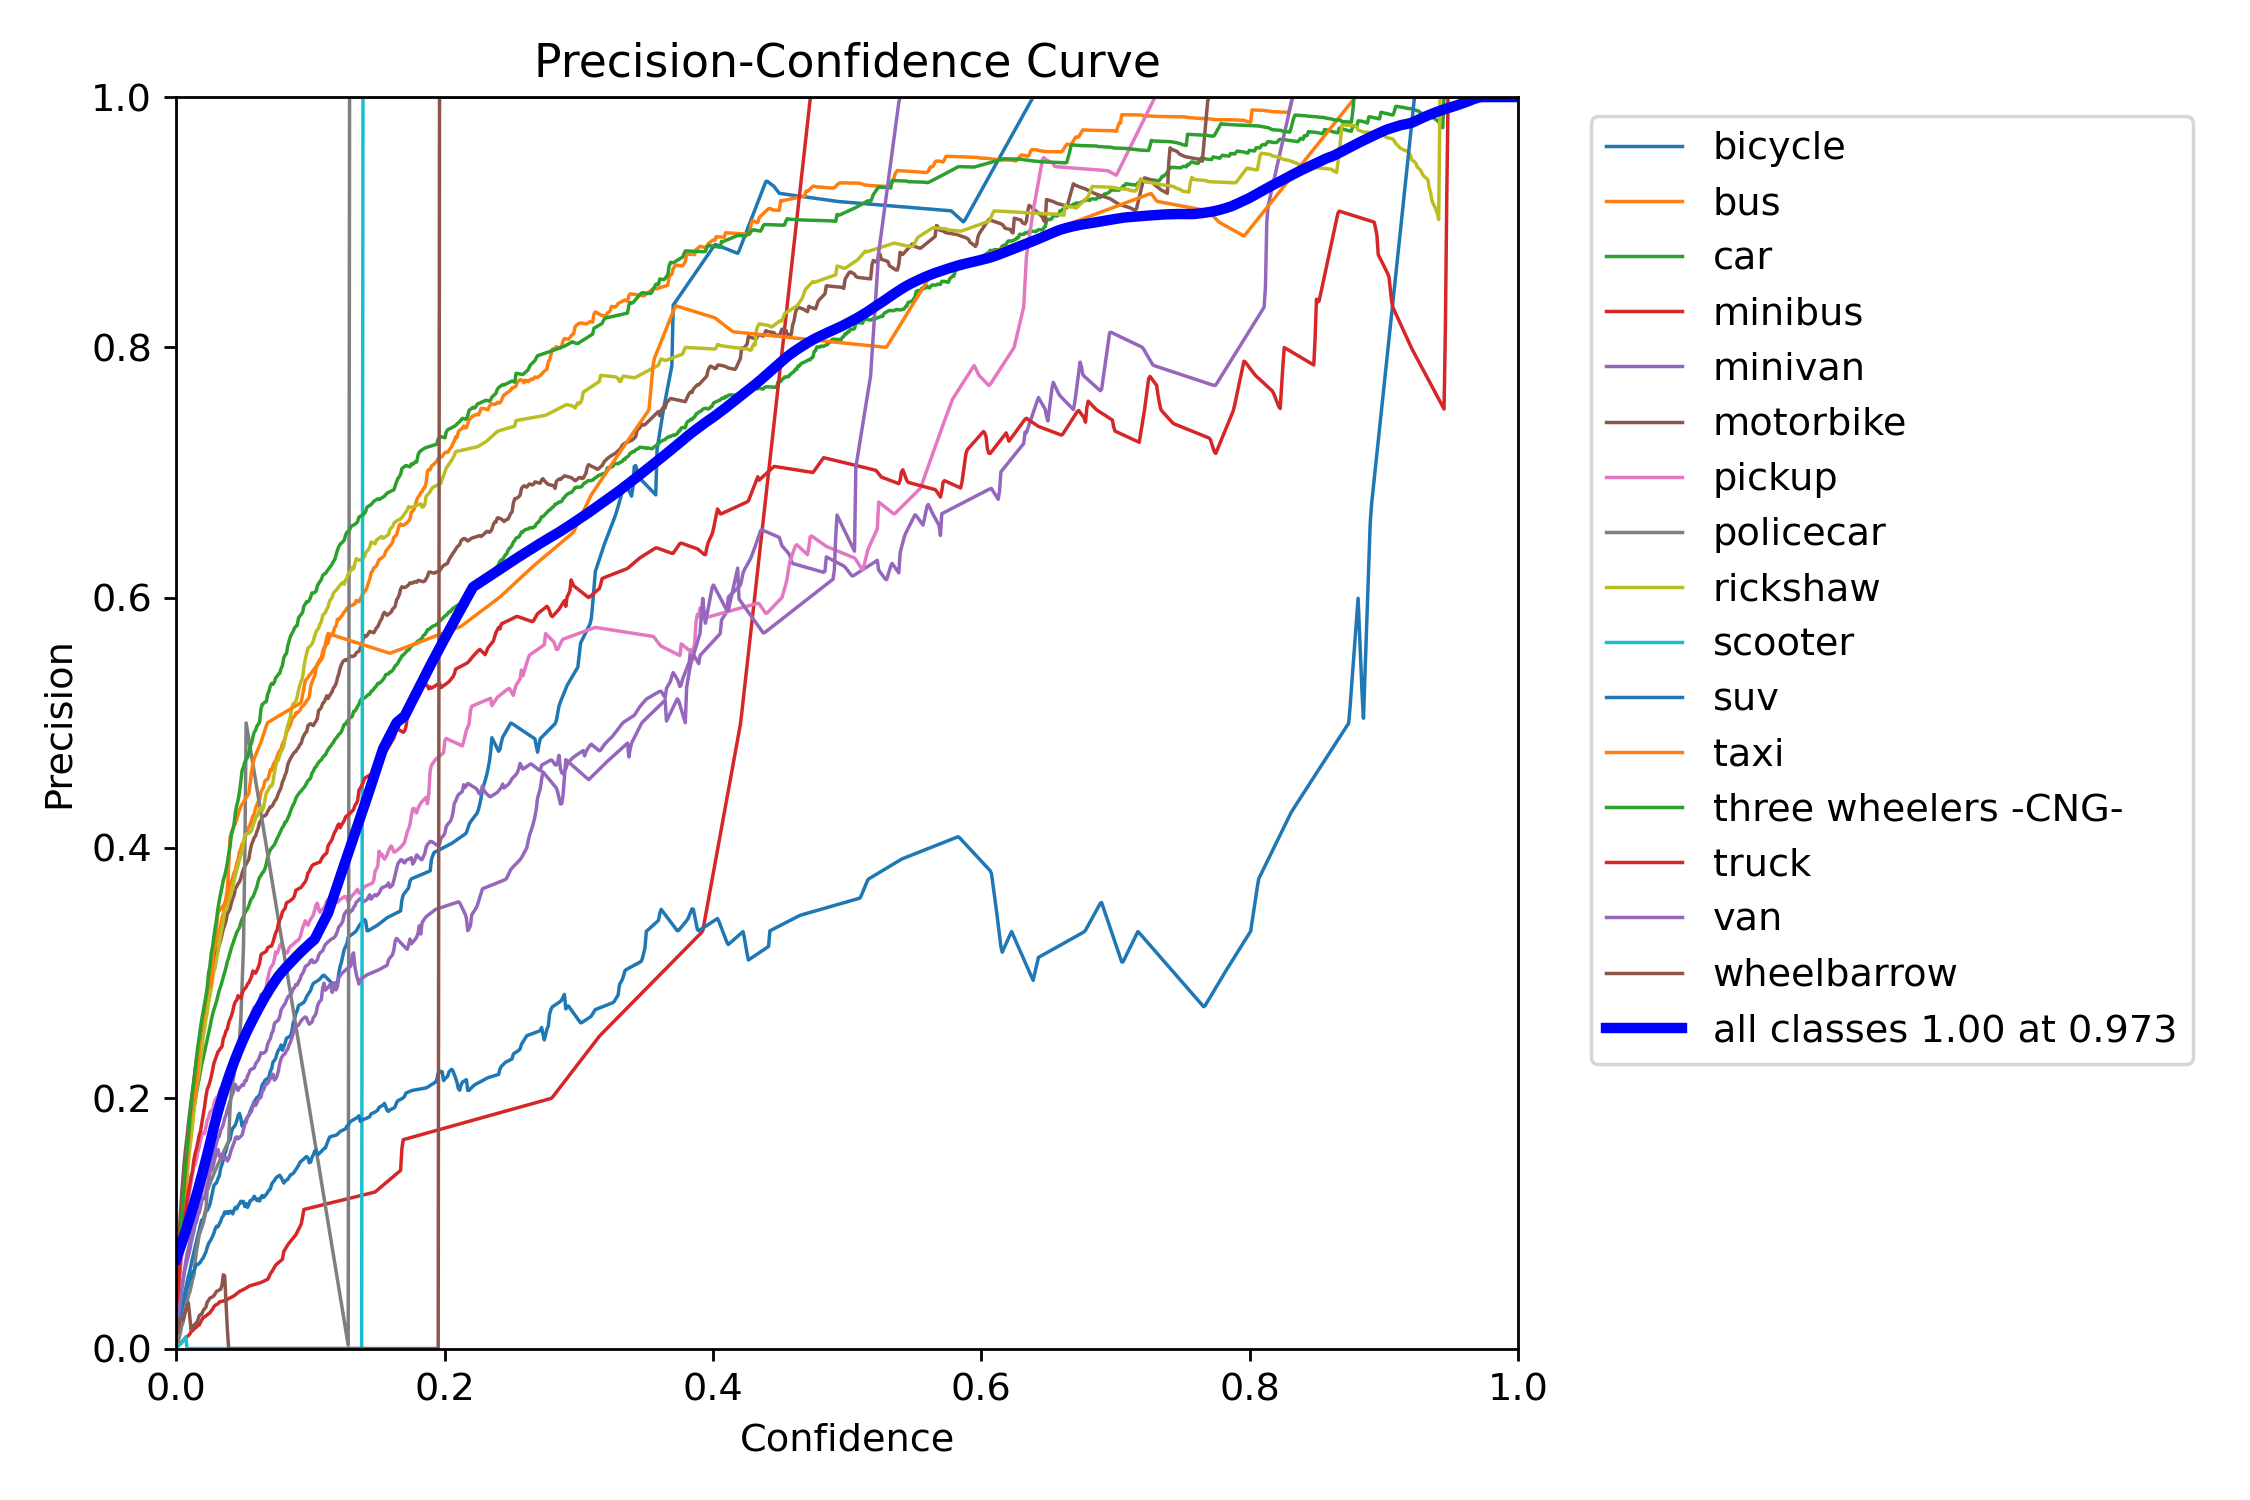 Precision-Confidence Curve
1.0
0.8
0.6
0.4
0.2
0.0
Precision
0.0 0.2 0.4 0.6 0.8 1.0
Confidence
bicycle
bus
car
minibus
minivan
motorbike
pickup
policecar
rickshaw
scooter
suv
taxi
three wheelers -CNG-
truck
van
wheelbarrow
all classes 1.00 at 0.973